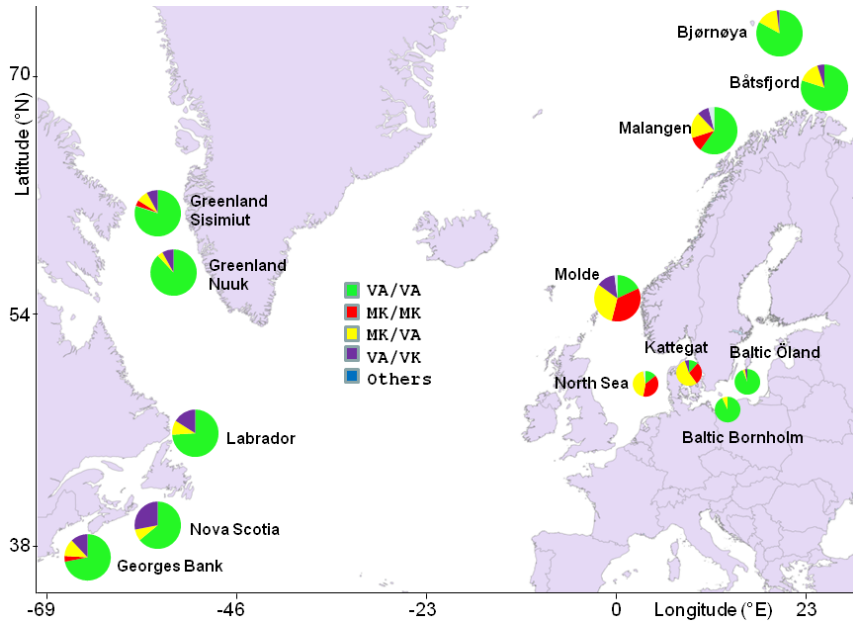 Bjørnøya
70
Båtsfjord
Malangen
Latitude (°N)
Greenland
Sisimiut
Greenland
Nuuk
Molde
VA/VA
MK/MK
MK/VA
VA/VK
Others
54
Kattegat
Baltic Öland
North Sea
Baltic Bornholm
Labrador
Nova Scotia
38
Georges Bank
-69
-46
-23
0
Longitude (°E)
23